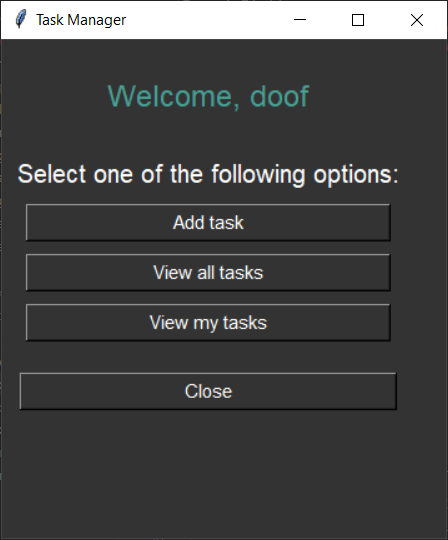 Task Manager
Welcome, doof
Select one of the following options:
Add task
View all tasks
View my tasks
Close